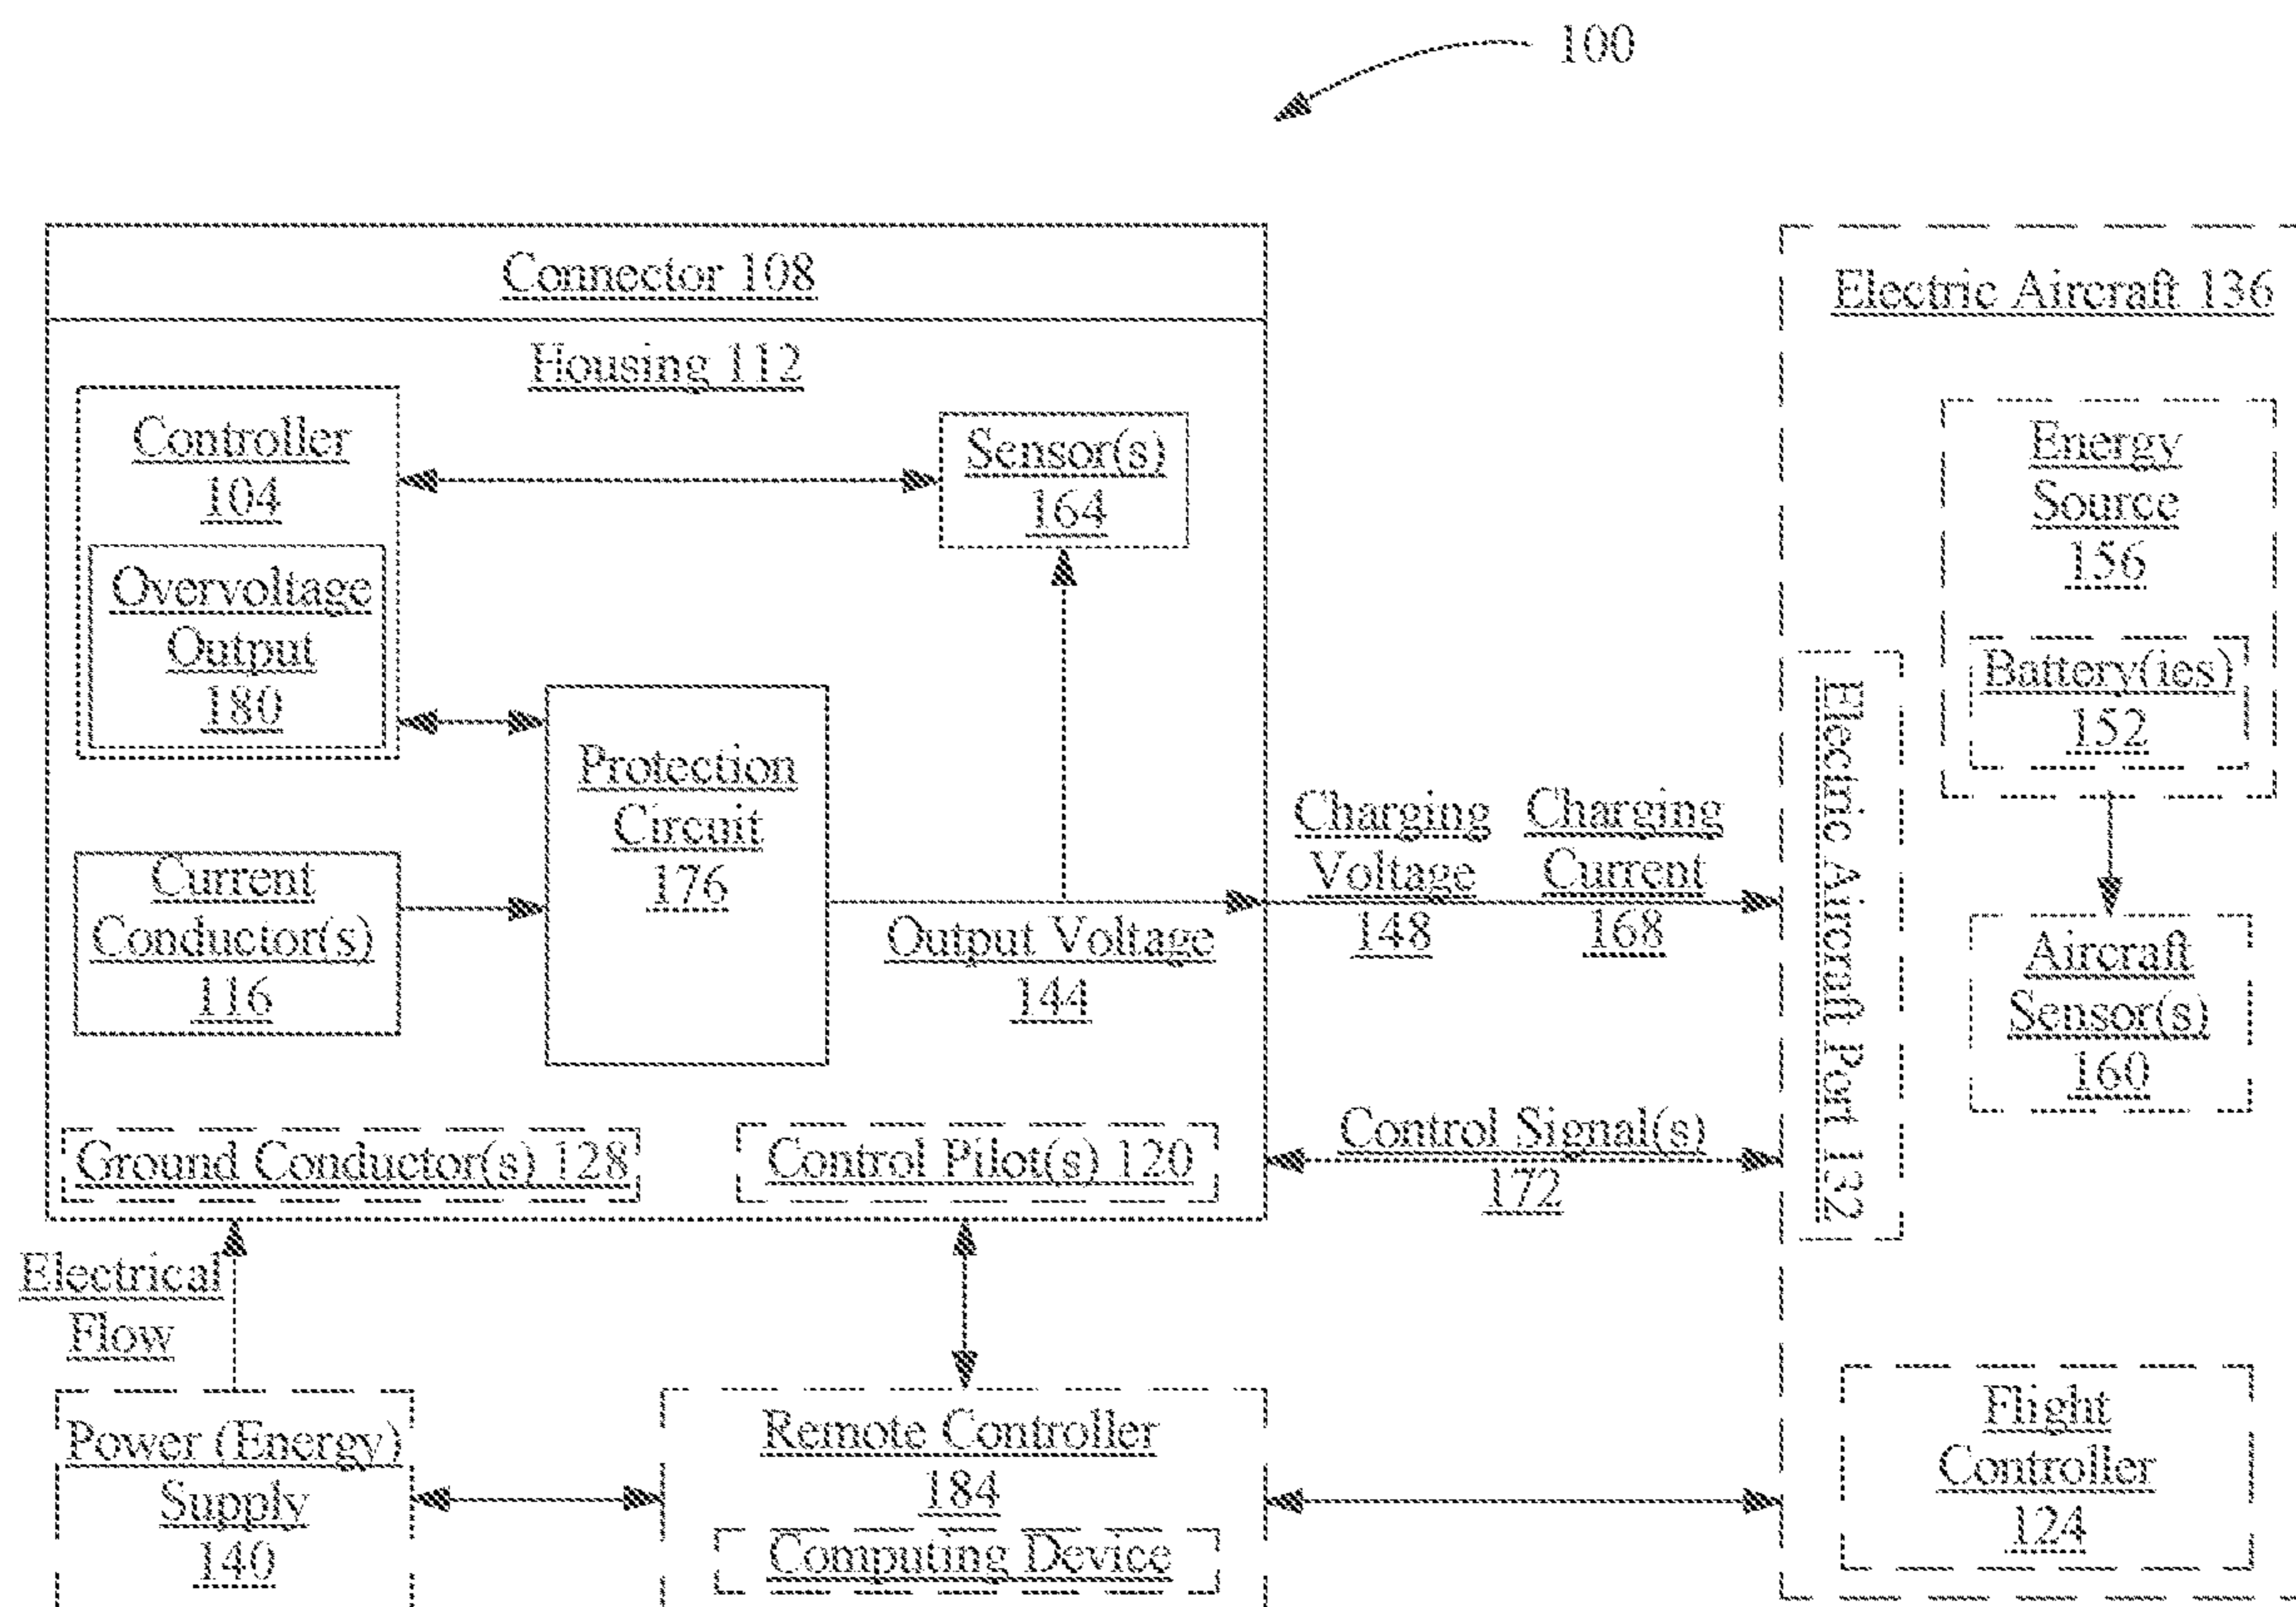 100
Connector 108
Housing 112
Controller
104
Overvoltage
Output
180
Sensor(s)
164
Protection
Circuit
176
Current
Conductor(s)
116
Output Voltage
144
Ground Conductor(s) 128
Control Pilot(s) 120
Charging
Voltage
148
Charging
Current
168
Control Signal(s)
172
Electric Aircraft 136
Energy
Source
156
Battery(ies)
152
Electric Aircraft Port 132
Aircraft
Sensor(s)
160
Flight
Controller
124
Electrical
Flow
Power (Energy)
Supply
140
Remote Controller
184
Computing Device